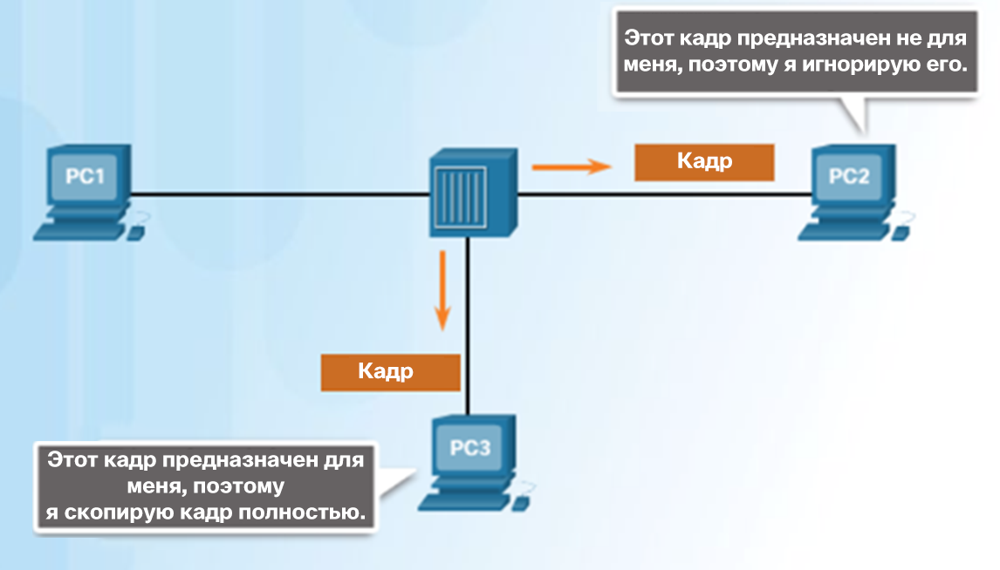 Этот кадр предназначен не для
меня, поэтому я игнорирую его.
PC1
Кадр
PC2
Кадр
PC3
Этот кадр предназначен для
меня, поэтому
я скопирую кадр полностью.